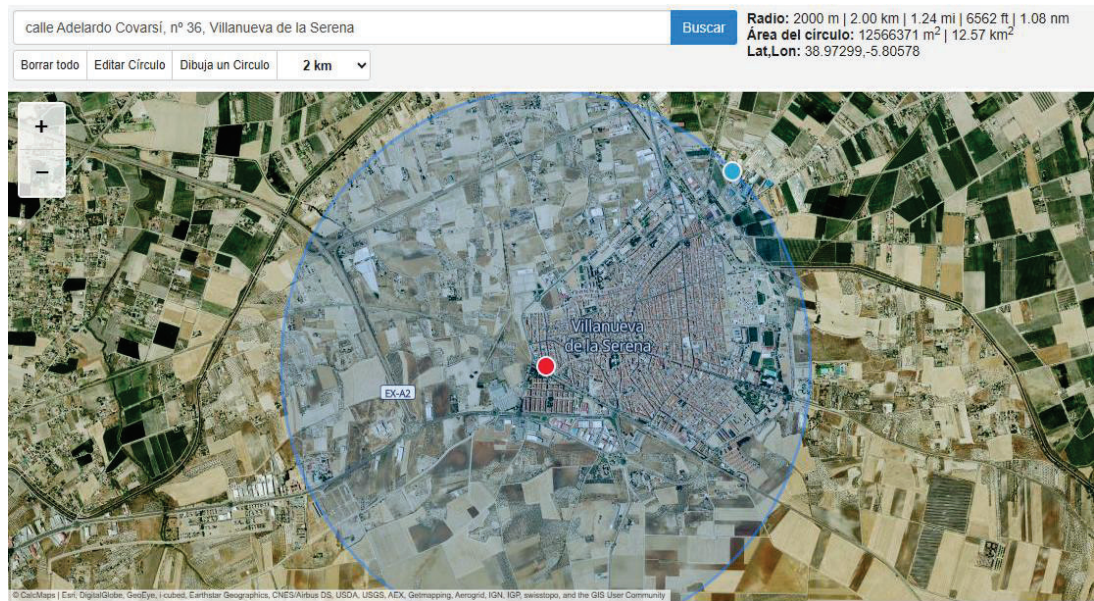 calle Adelardo Covarsí, nº 36, Villanueva de la Serena
Buscar
Radio: 2000 m | 2.00 km | 1.24 mi | 6562 ft | 1.08 nm
Área del círculo: 12566371 m² | 12.57 km²
Lat,Lon: 38.97299,-5.80578
Borrar todo
Editar Círculo
Dibuja un Circulo
2 km
+
−
Villanueva
de la Serena
EX-A2
© CalcMaps | Esri, DigitalGlobe, GeoEye, i-cubed, Earthstar Geographics, CNES/Airbus DS, USDA, USGS, AEX, Getmapping, Aerogrid, IGN, IGP, swisstopo, and the GIS User Community